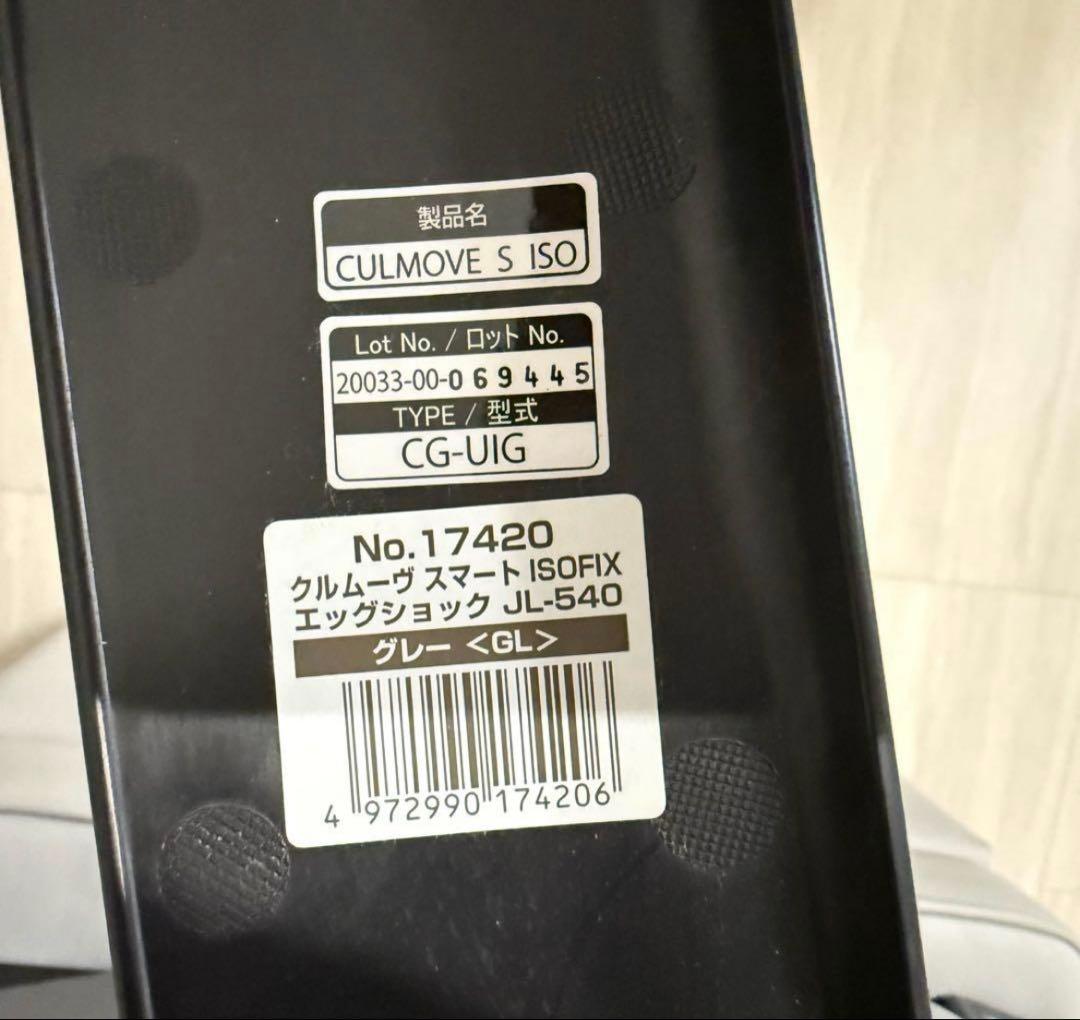 製品名
CULMOVE S ISO
Lot No. / ロット No.
20033-00-069445
TYPE / 型式
CG-UIG
No.17420
クルムーヴ スマート ISOFIX
エッグショック JL-540
グレー <GL>
4 972990 174206